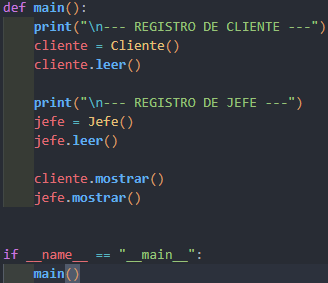 def main():
    print("\n--- REGISTRO DE CLIENTE ---")
    cliente = Cliente()
    cliente.leer()

    print("\n--- REGISTRO DE JEFE ---")
    jefe = Jefe()
    jefe.leer()

    cliente.mostrar()
    jefe.mostrar()


if __name__ == "__main__":
    main()